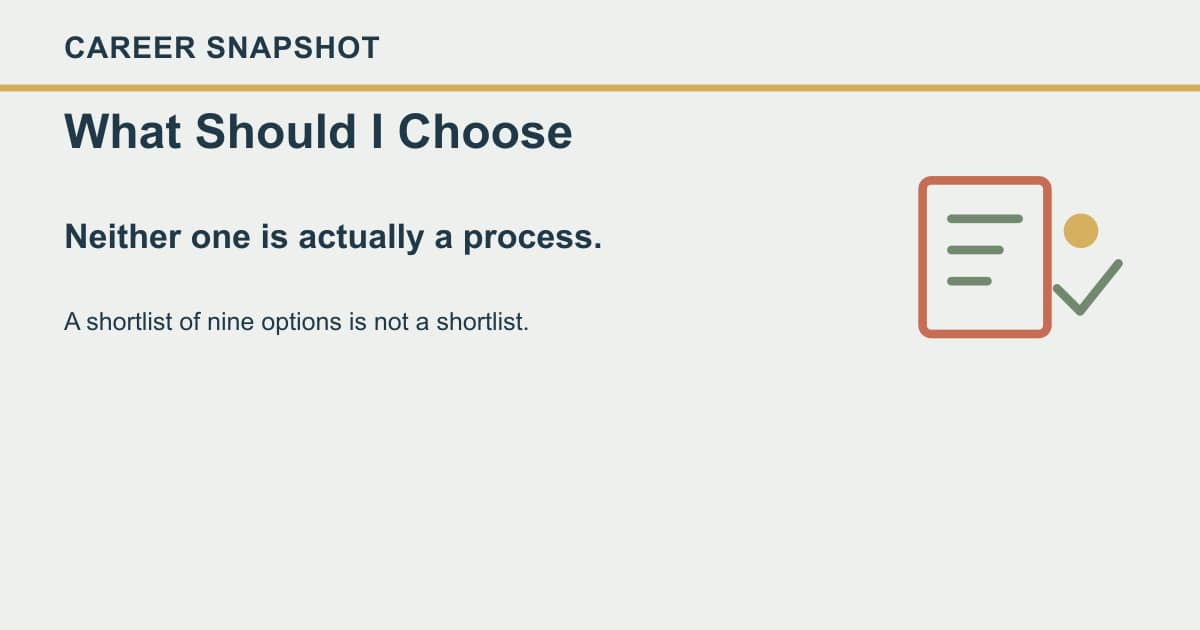 CAREER SNAPSHOT
What Should I Choose
Neither one is actually a process.
A shortlist of nine options is not a shortlist.